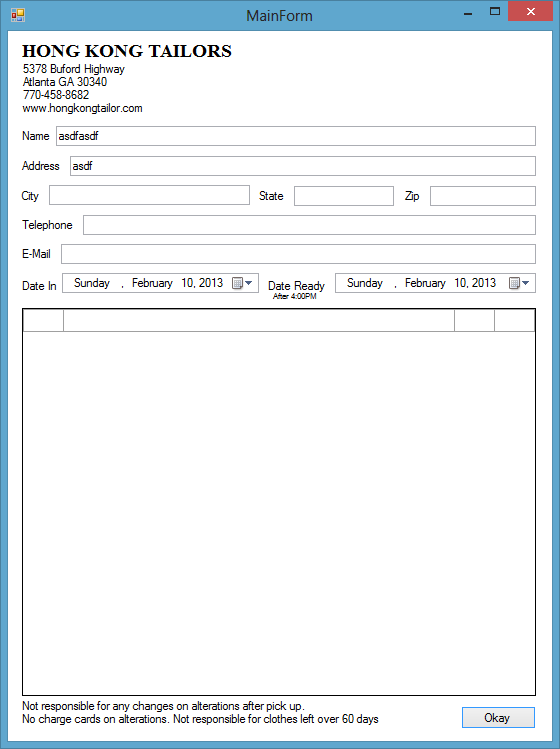 MainForm
HONG KONG TAILORS
5378 Buford Highway
Atlanta GA 30340
770-458-8682
www.hongkongtailor.com
Name asdfasdf
Address asdf
City State Zip
Telephone
E-Mail
Date In Sunday , February 10, 2013 Date Ready Sunday , February 10, 2013
After 4:00PM
Not responsible for any changes on alterations after pick up.
No charge cards on alterations. Not responsible for clothes left over 60 days
Okay